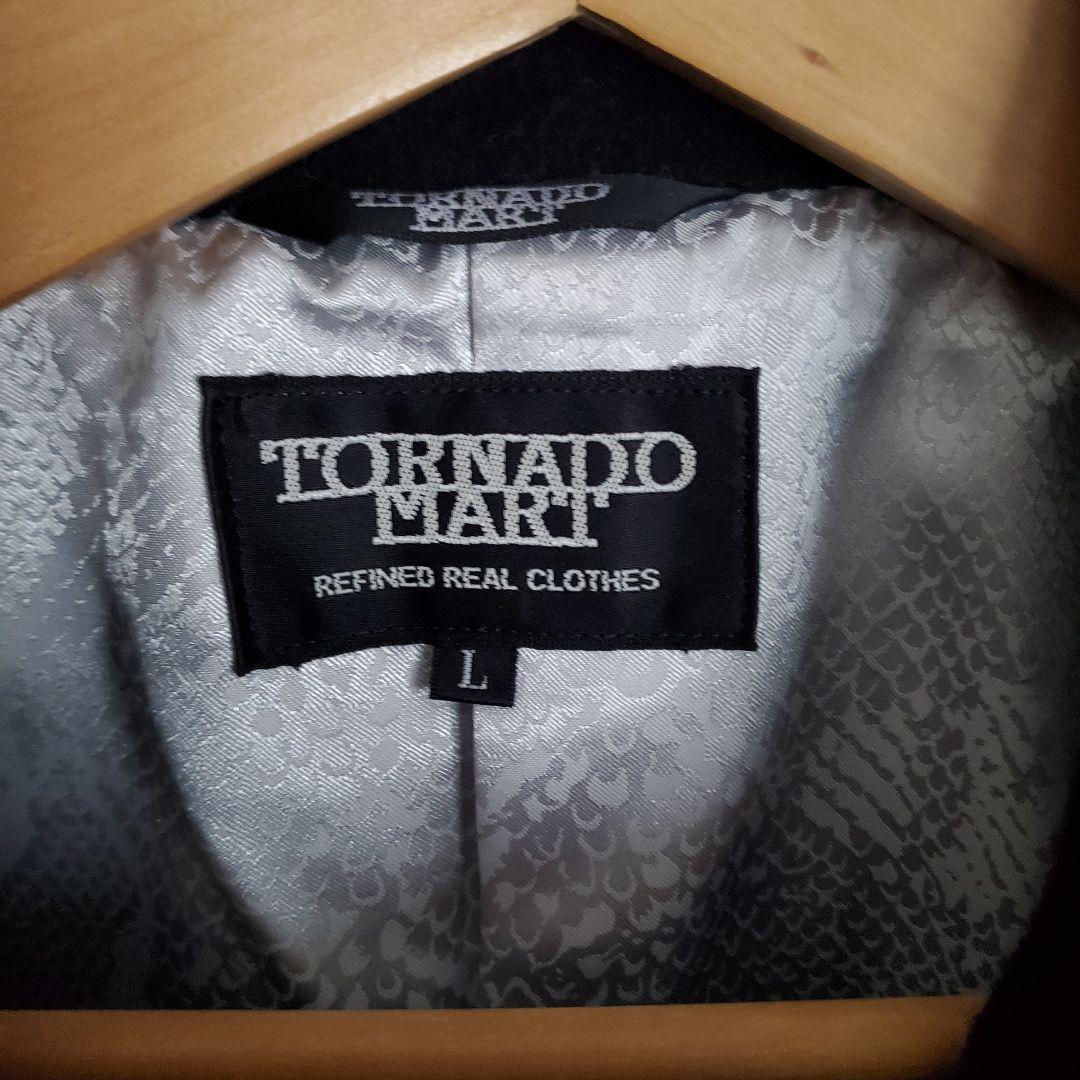 TORNADO
MART
TORNADO
MART
REFINED REAL CLOTHES
L